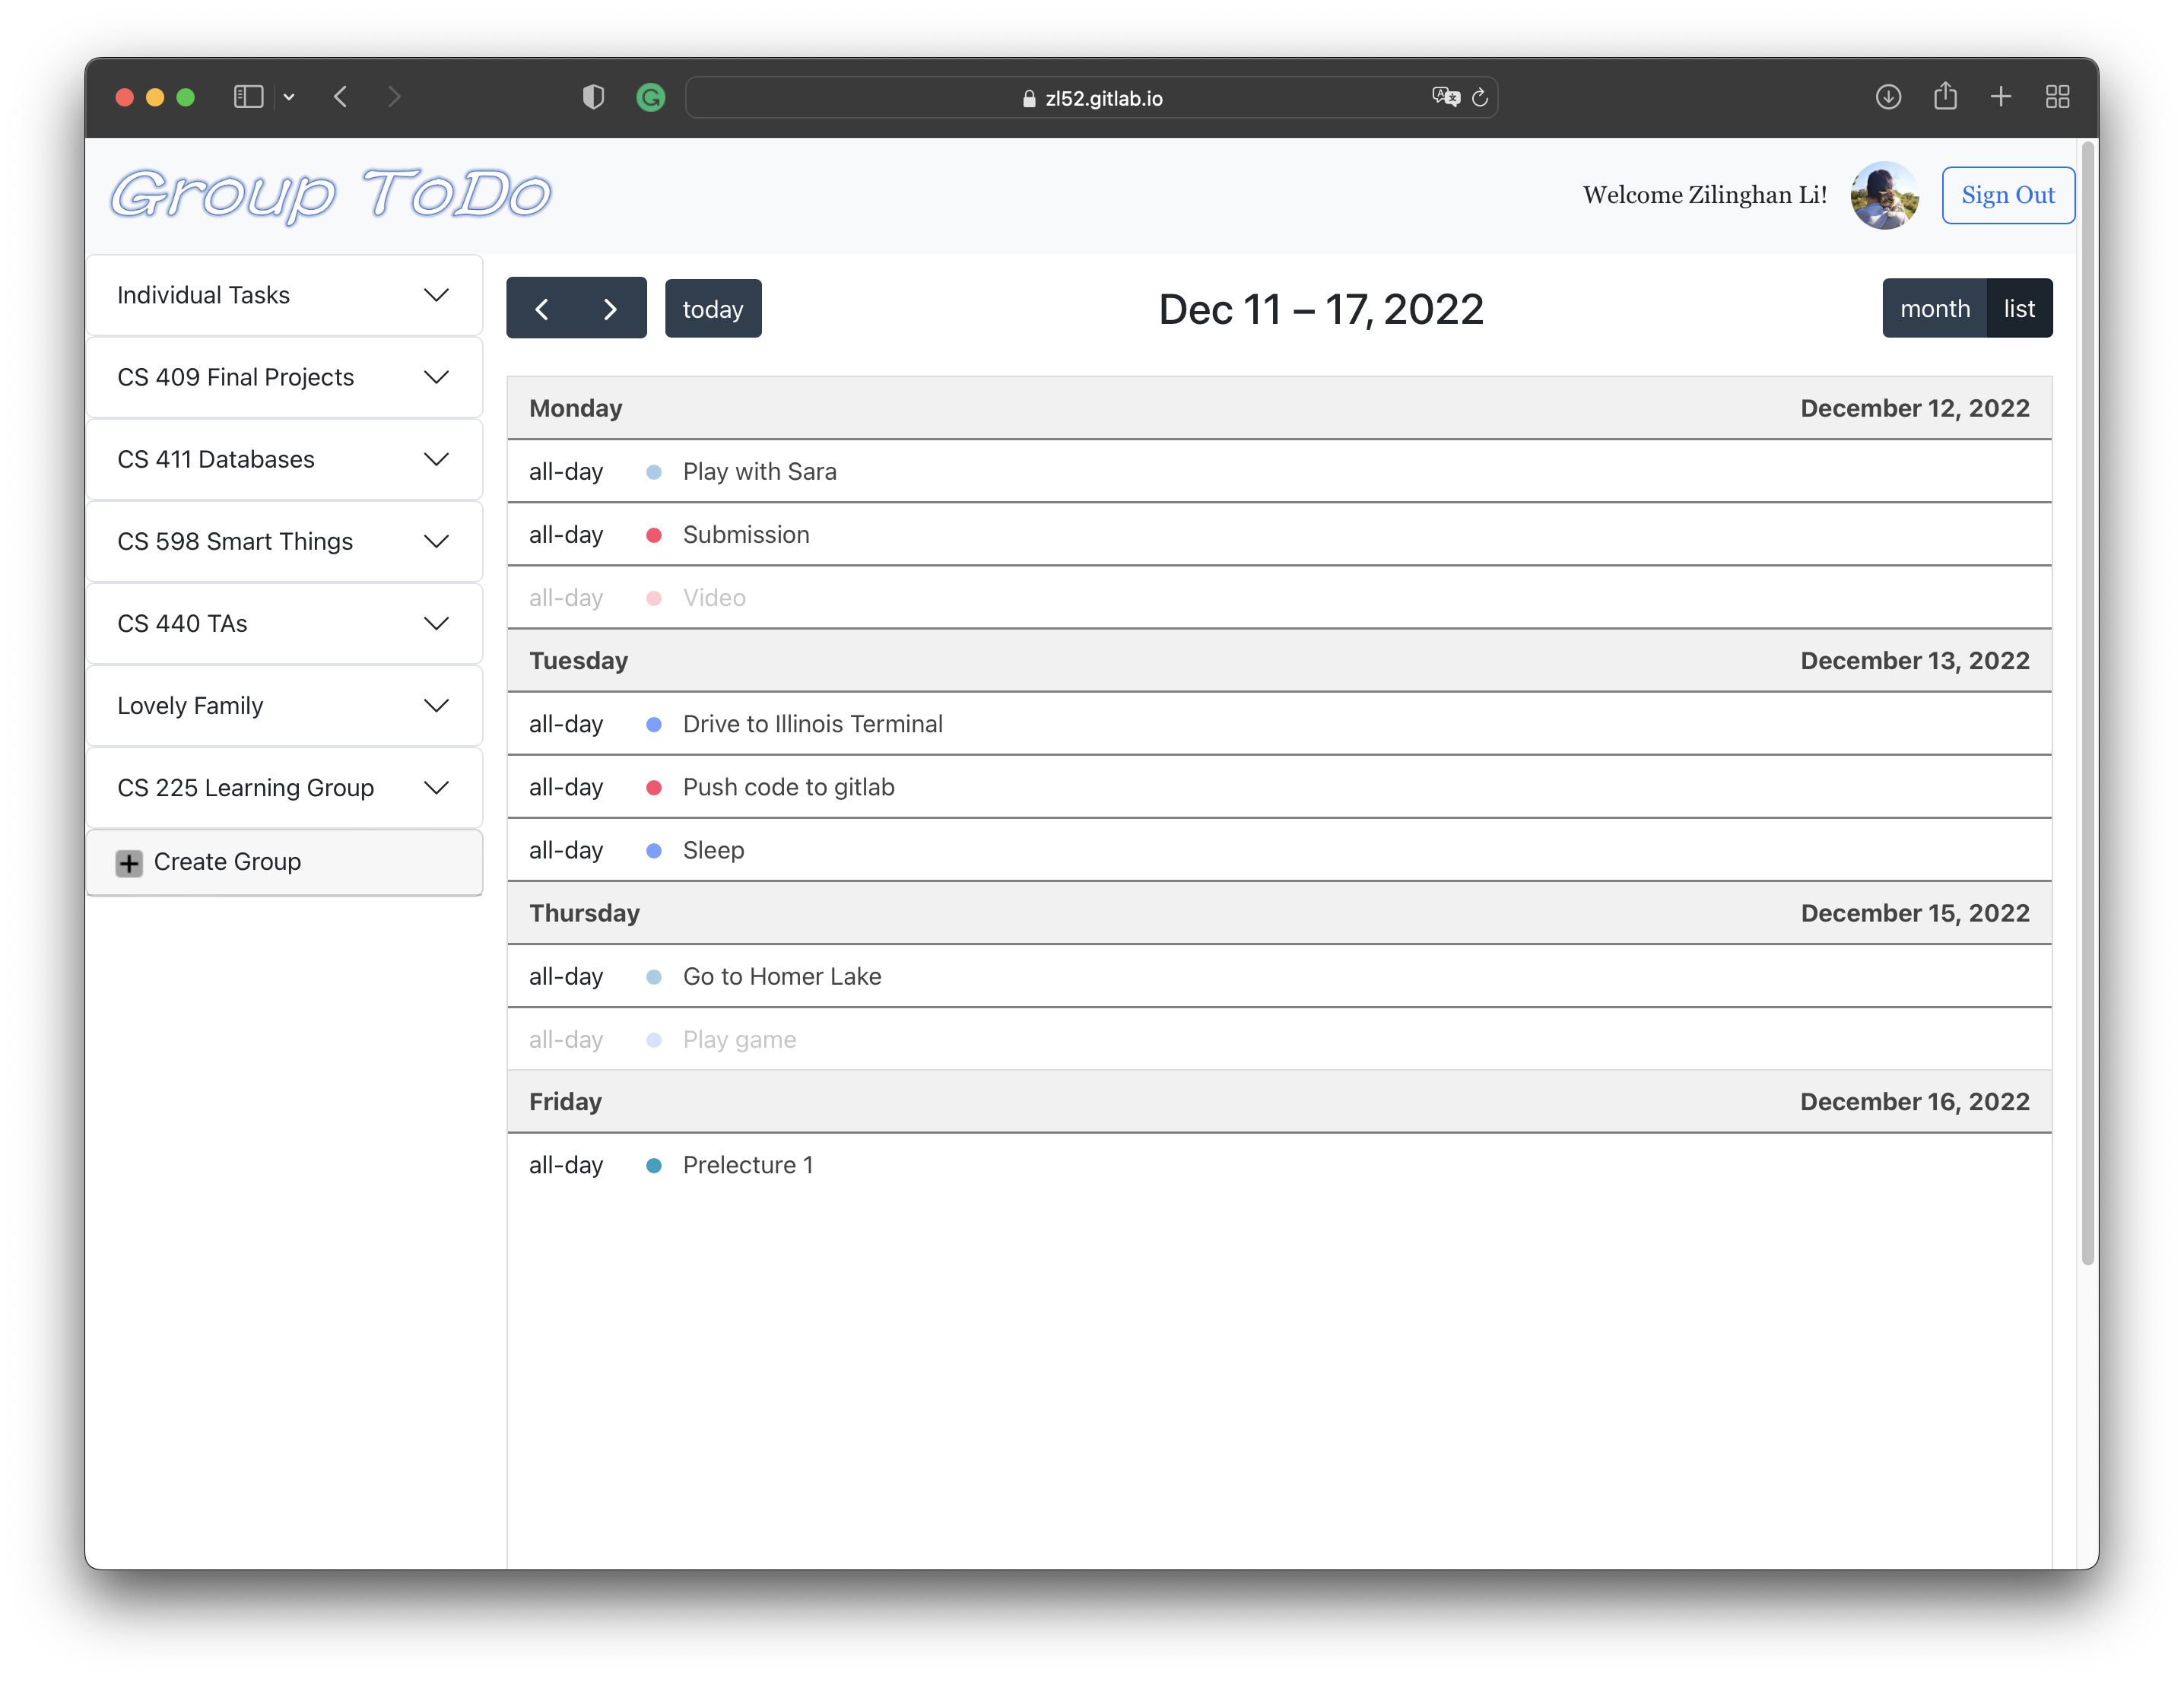 zl52.gitlab.io
Group ToDo
Welcome Zilinghan Li!
Sign Out
Individual Tasks
CS 409 Final Projects
CS 411 Databases
CS 598 Smart Things
CS 440 TAs
Lovely Family
CS 225 Learning Group
Create Group
today
Dec 11 – 17, 2022
month list
Monday December 12, 2022
all-day Play with Sara
all-day Submission
all-day Video
Tuesday December 13, 2022
all-day Drive to Illinois Terminal
all-day Push code to gitlab
all-day Sleep
Thursday December 15, 2022
all-day Go to Homer Lake
all-day Play game
Friday December 16, 2022
all-day Prelecture 1